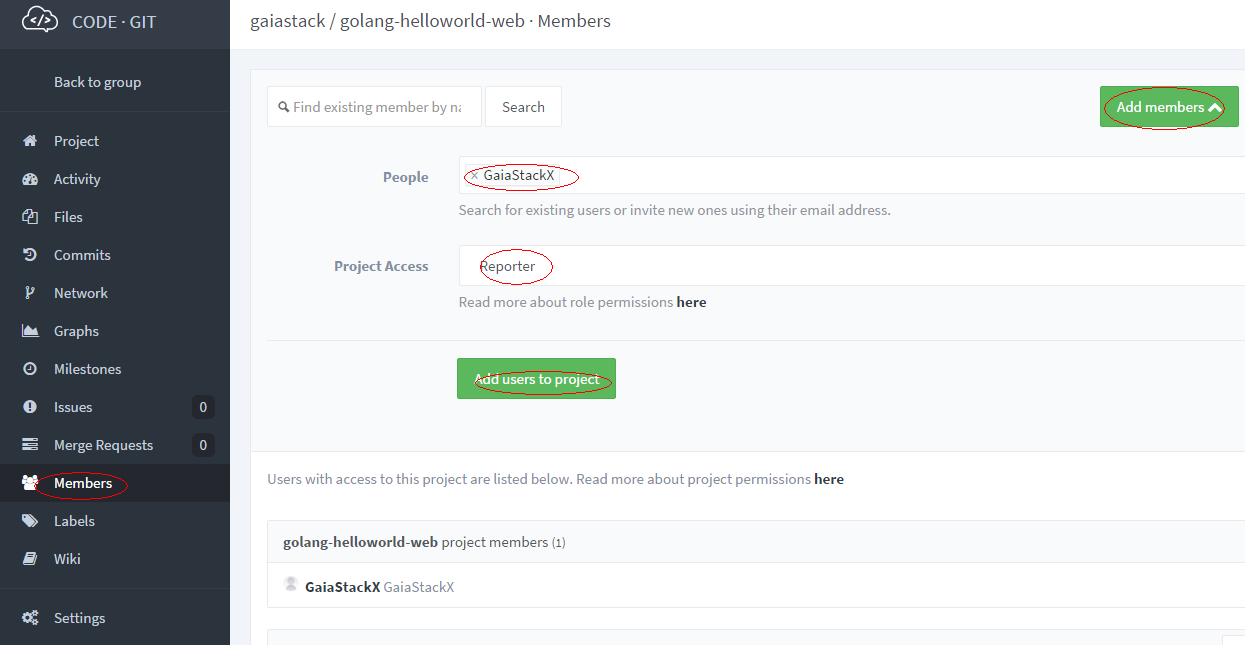 CODE · GIT
gaiastack / golang-helloworld-web · Members
Back to group
Project
Activity
Files
Commits
Network
Graphs
Milestones
Issues 0
Merge Requests 0
Members
Labels
Wiki
Settings
Find existing member by na
Search
Add members
People
× GaiaStackX
Search for existing users or invite new ones using their email address.
Project Access
Reporter
Read more about role permissions here
Add users to project
Users with access to this project are listed below. Read more about project permissions here
golang-helloworld-web project members (1)
GaiaStackX GaiaStackX